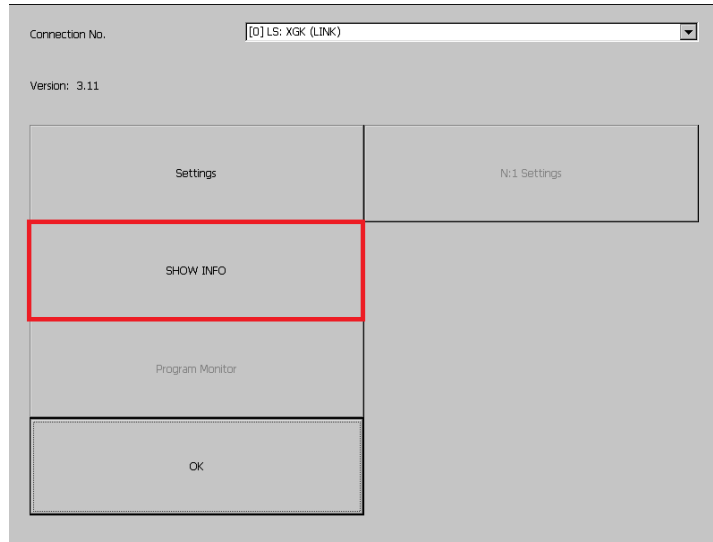 Connection No.
[0] LS: XGK (LINK)
Version: 3.11
Settings
N:1 Settings
SHOW INFO
Program Monitor
OK